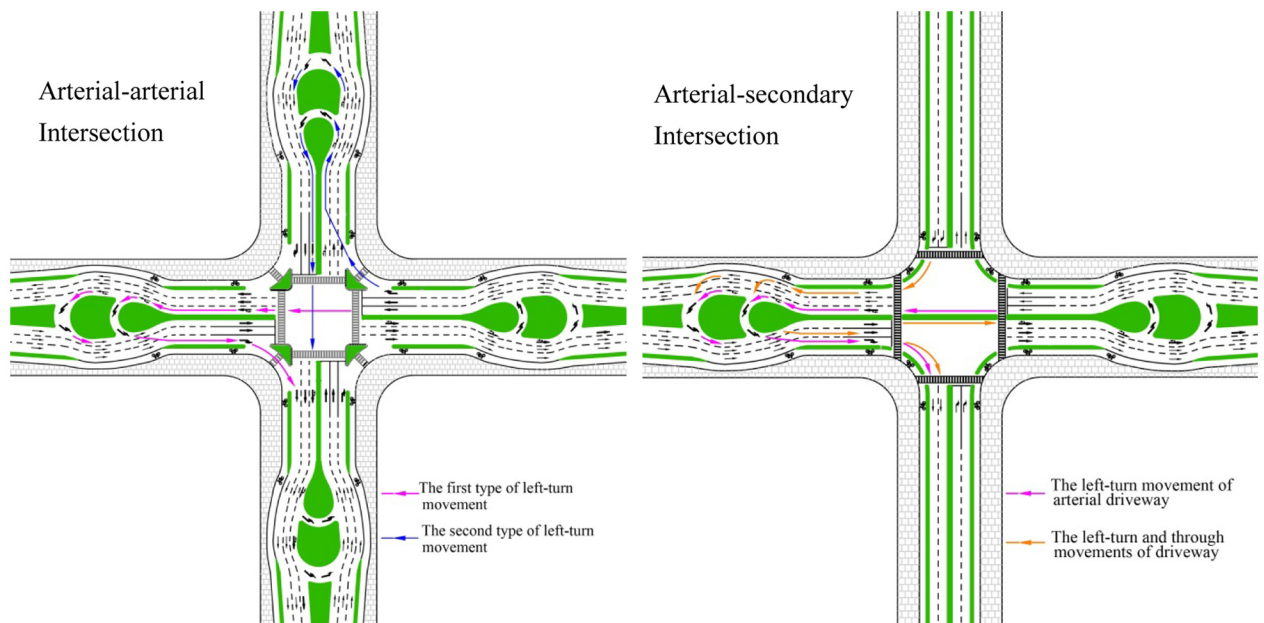 Arterial-arterial
Intersection
The first type of left-turn
movement
The second type of left-turn
movement
Arterial-secondary
Intersection
The left-turn movement of
arterial driveway
The left-turn and through
movements of driveway